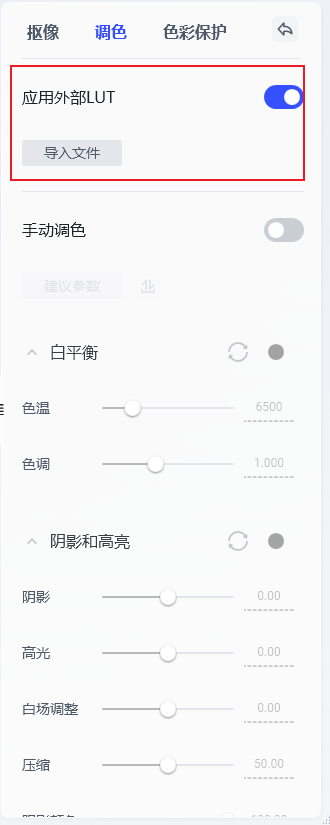 抠像 调色 色彩保护
应用外部LUT
导入文件
手动调色
建议参数
白平衡
色温 6500
色调 1.000
阴影和高亮
阴影 0.00
高光 0.00
白场调整 0.00
压缩 50.00